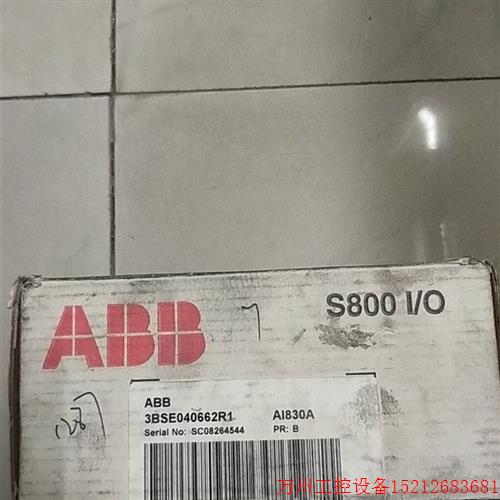 ABB
S800 I/O
ABB
3BSE040662R1 AI830A
Serial No: SC08264544 PR: B
万州工控设备15212683681